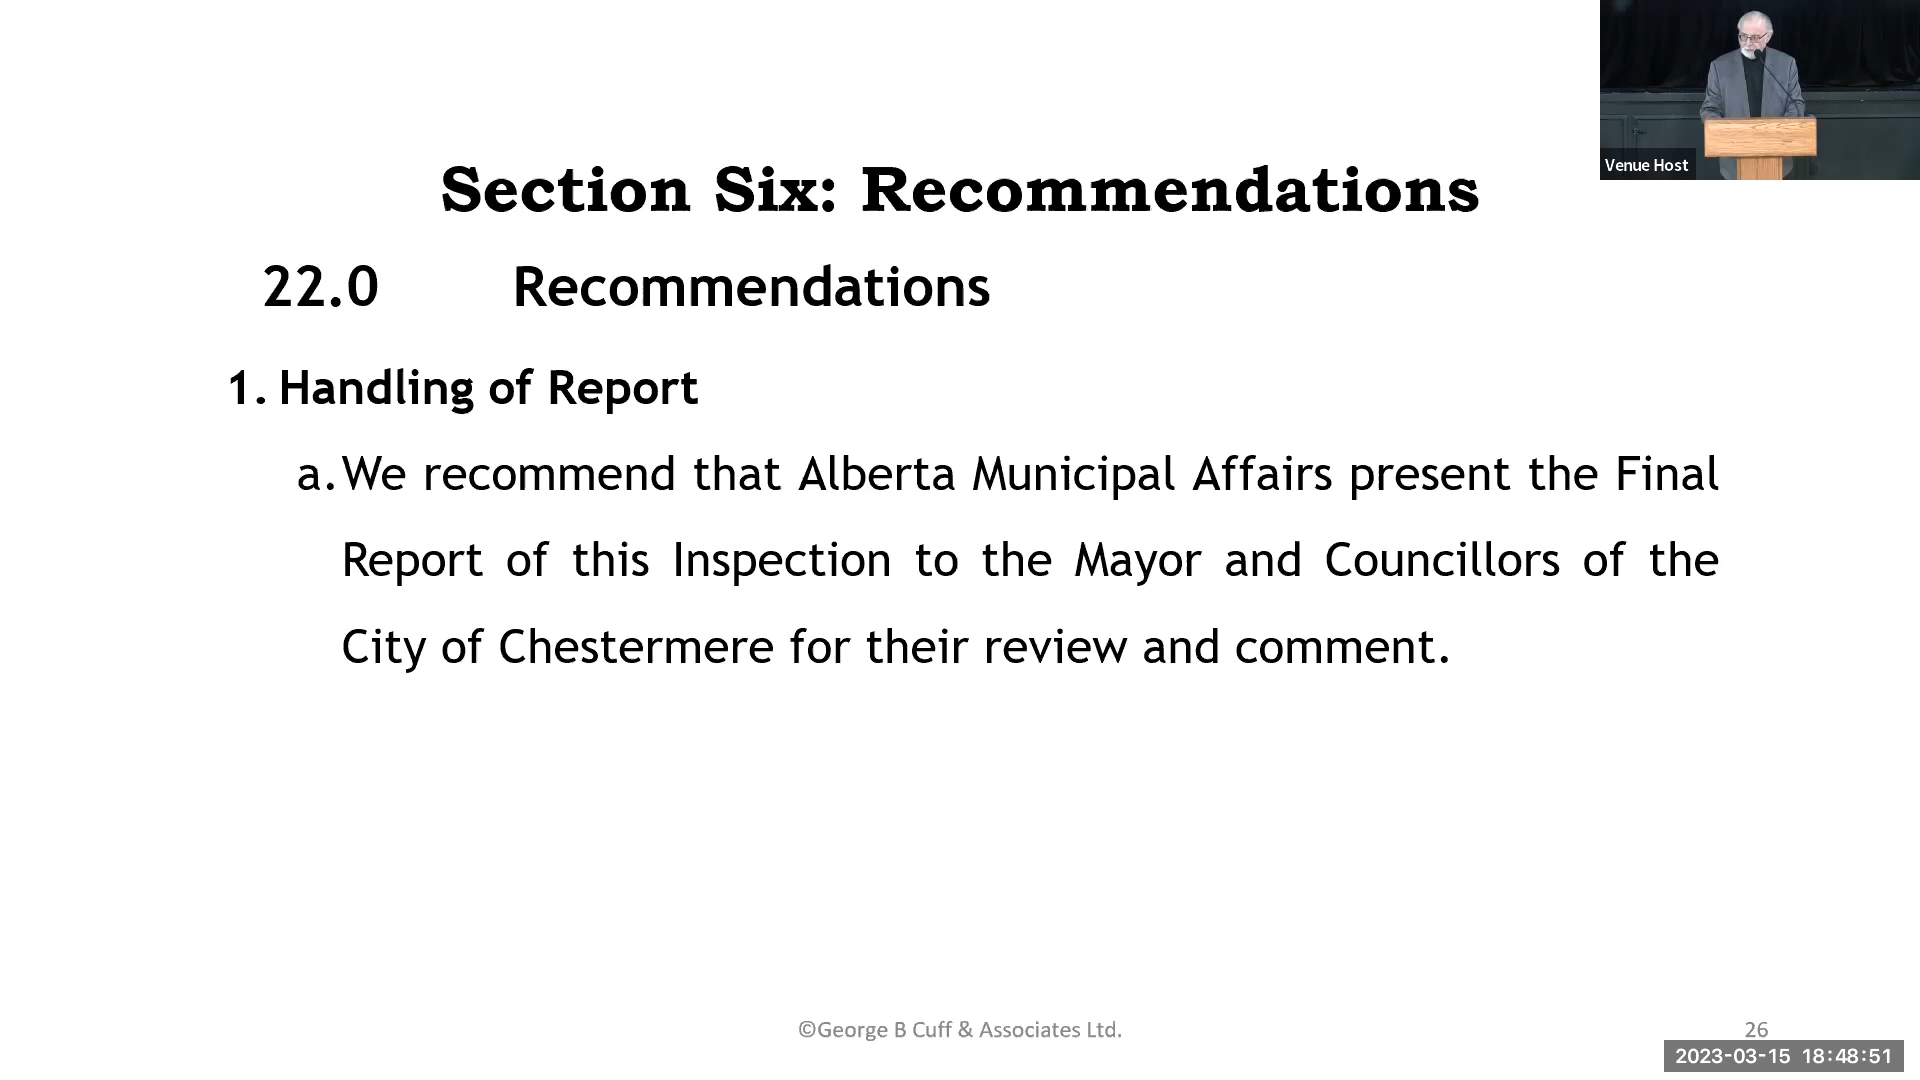 Venue Host
Section Six: Recommendations
22.0 Recommendations
1. Handling of Report
a. We recommend that Alberta Municipal Affairs present the Final
Report of this Inspection to the Mayor and Councillors of the
City of Chestermere for their review and comment.
©George B Cuff & Associates Ltd.
26
2023-03-15 18:48:51